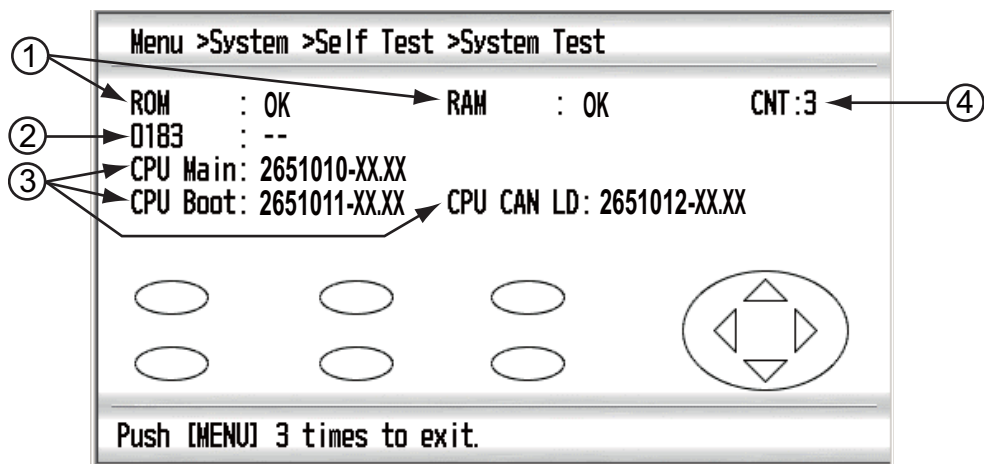 Menu >System >Self Test >System Test
① ROM : OK RAM : OK CNT:3 ④
② 0183 : --
③ CPU Main: 2651010-XX.XX
CPU Boot: 2651011-XX.XX CPU CAN LD: 2651012-XX.XX
Push [MENU] 3 times to exit.